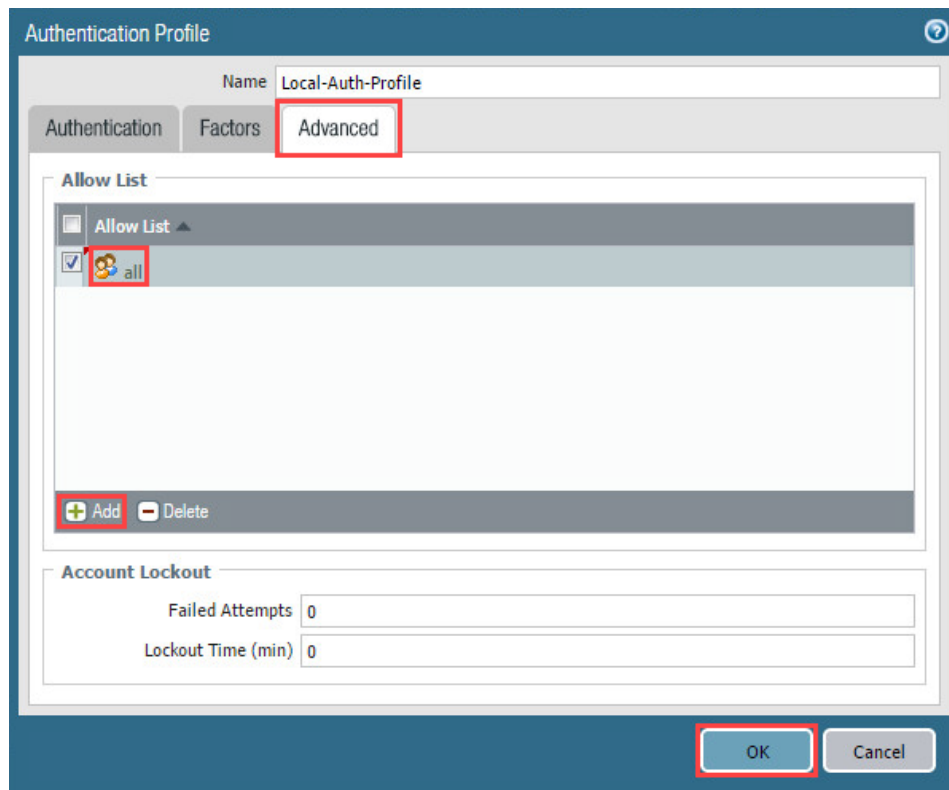 Authentication Profile
Name Local-Auth-Profile
Authentication Factors Advanced
Allow List
Allow List
all
Add Delete
Account Lockout
Failed Attempts 0
Lockout Time (min) 0
OK Cancel